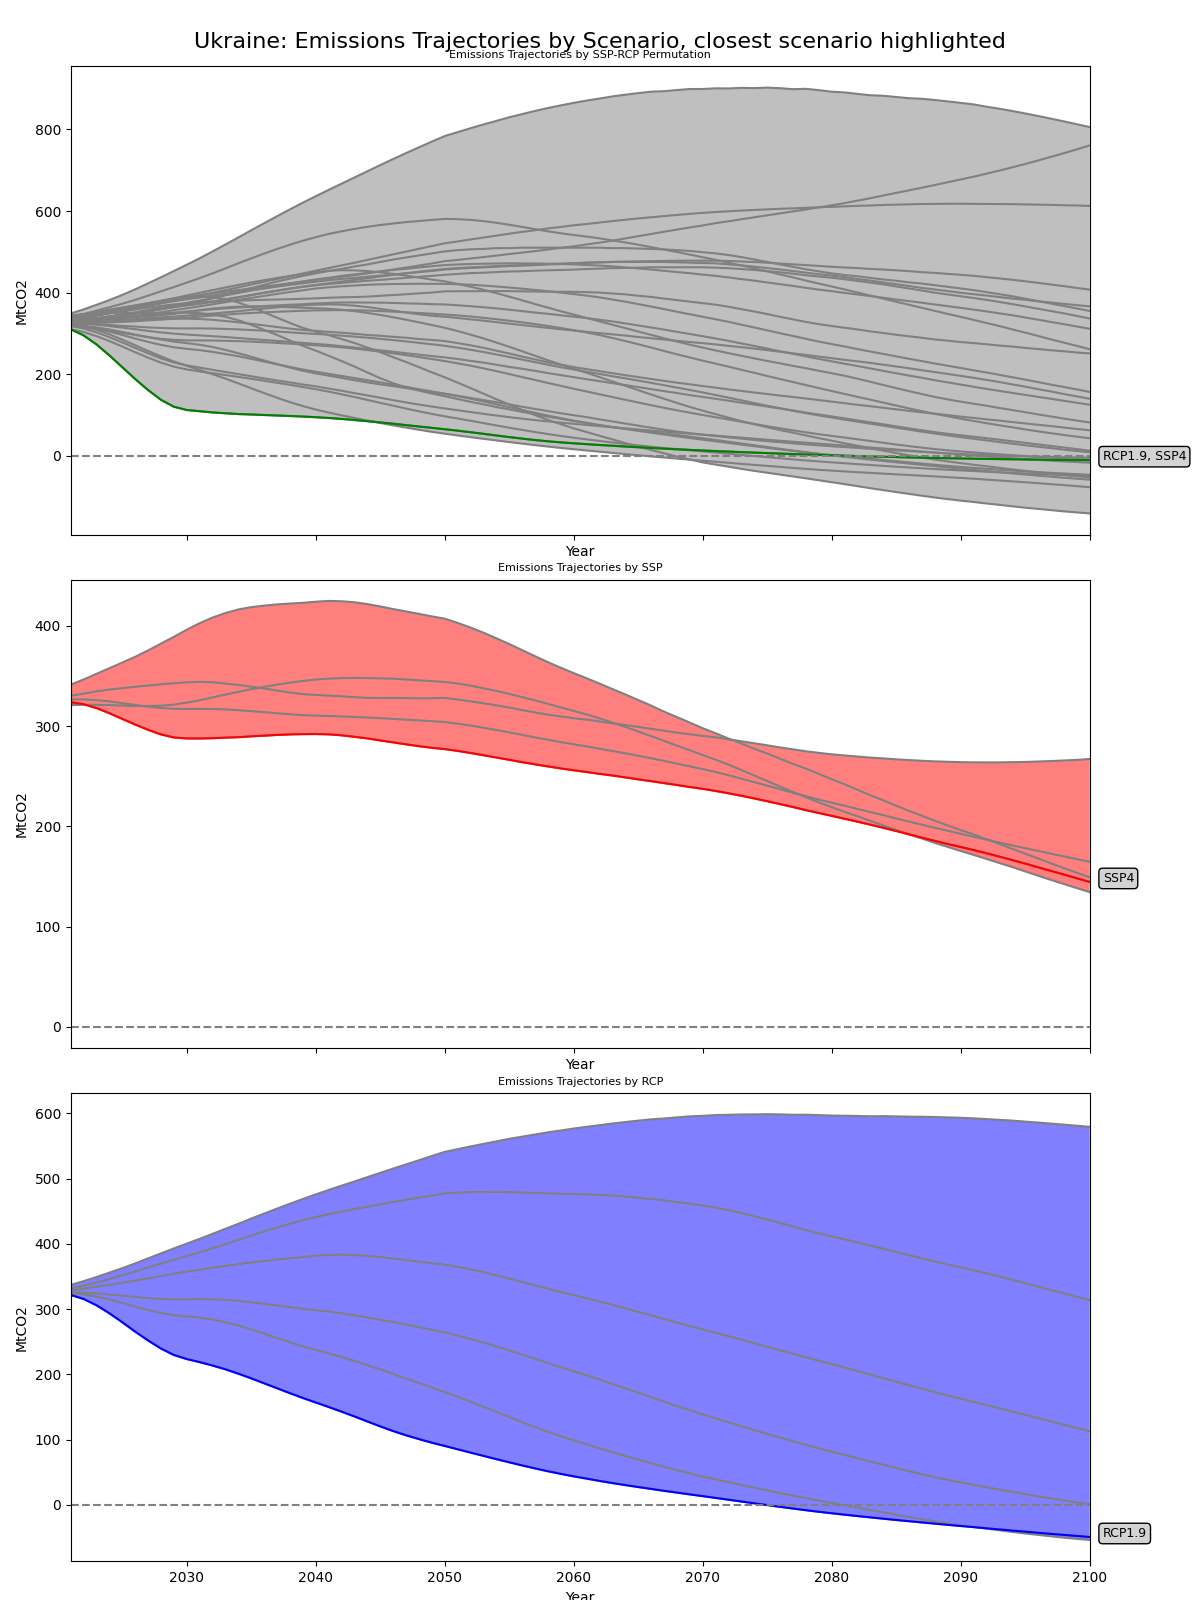 Ukraine: Emissions Trajectories by Scenario, closest scenario highlighted
Emissions Trajectories by SSP-RCP Permutation
800
600
400
200
0
MtCO2
RCP1.9, SSP4
Year
Emissions Trajectories by SSP
400
300
200
100
0
MtCO2
SSP4
Year
Emissions Trajectories by RCP
600
500
400
300
200
100
0
MtCO2
RCP1.9
2030 2040 2050 2060 2070 2080 2090 2100
Year